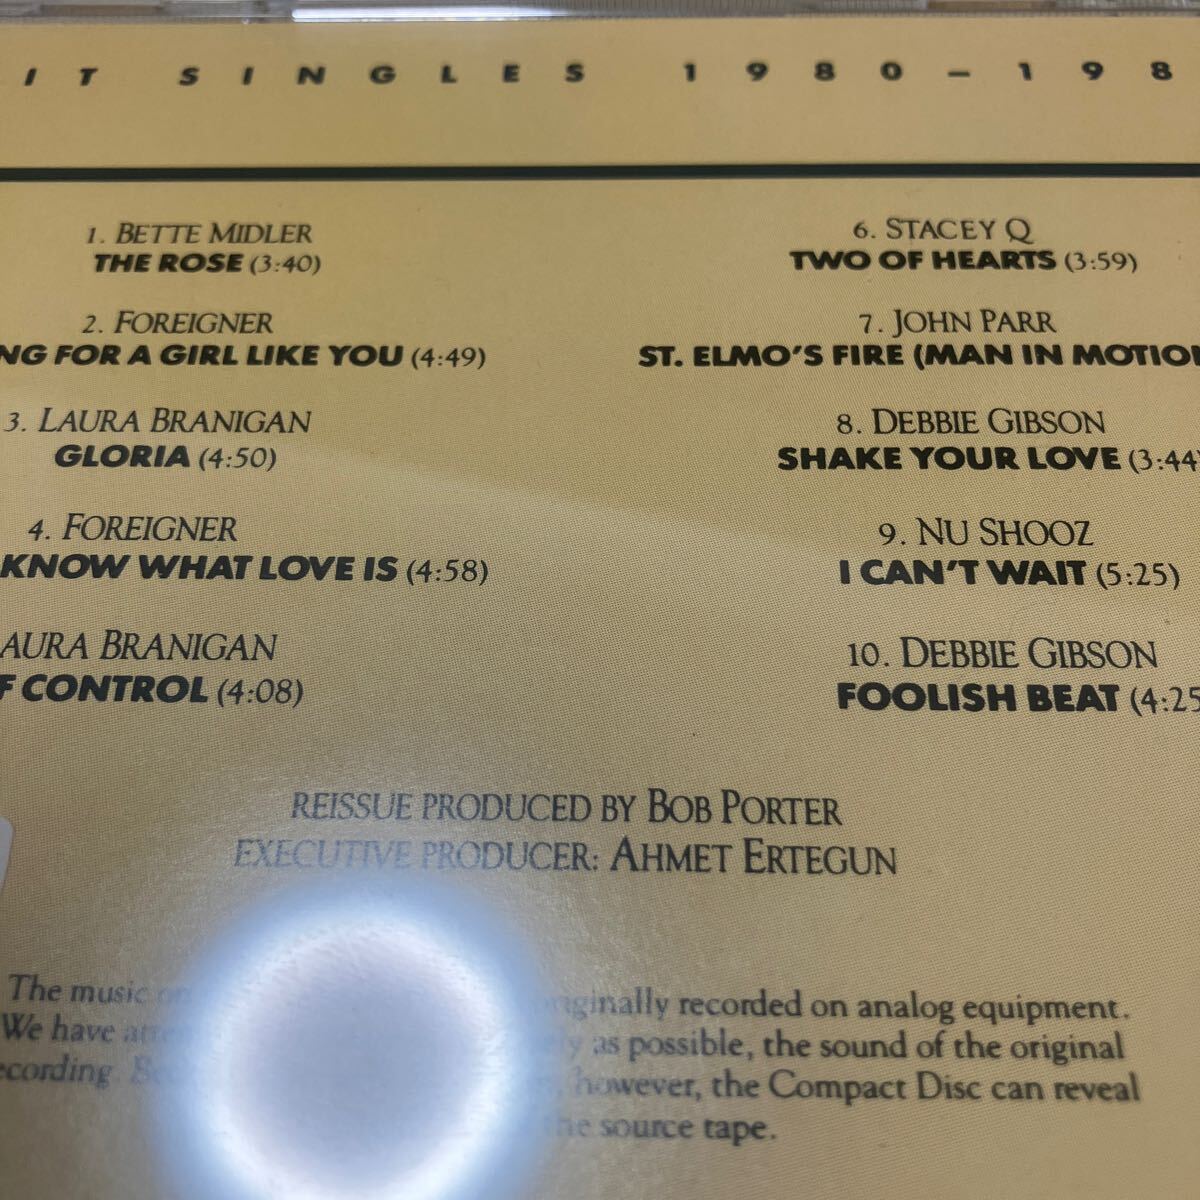 IT SINGLES 1980–198
1. BETTE MIDLER
THE ROSE (3:40)
2. FOREIGNER
NG FOR A GIRL LIKE YOU (4:49)
3. LAURA BRANIGAN
GLORIA (4:50)
4. FOREIGNER
KNOW WHAT LOVE IS (4:58)
AURA BRANIGAN
F CONTROL (4:08)
6. STACEY Q
TWO OF HEARTS (3:59)
7. JOHN PARR
ST. ELMO'S FIRE (MAN IN MOTION
8. DEBBIE GIBSON
SHAKE YOUR LOVE (3:44)
9. NU SHOOZ
I CAN'T WAIT (5:25)
10. DEBBIE GIBSON
FOOLISH BEAT (4:25
REISSUE PRODUCED BY BOB PORTER
EXECUTIVE PRODUCER: AHMET ERTEGUN
The music on originally recorded on analog equipment.
We have as possible, the sound of the original
ecording however, the Compact Disc can reveal
the source tape.